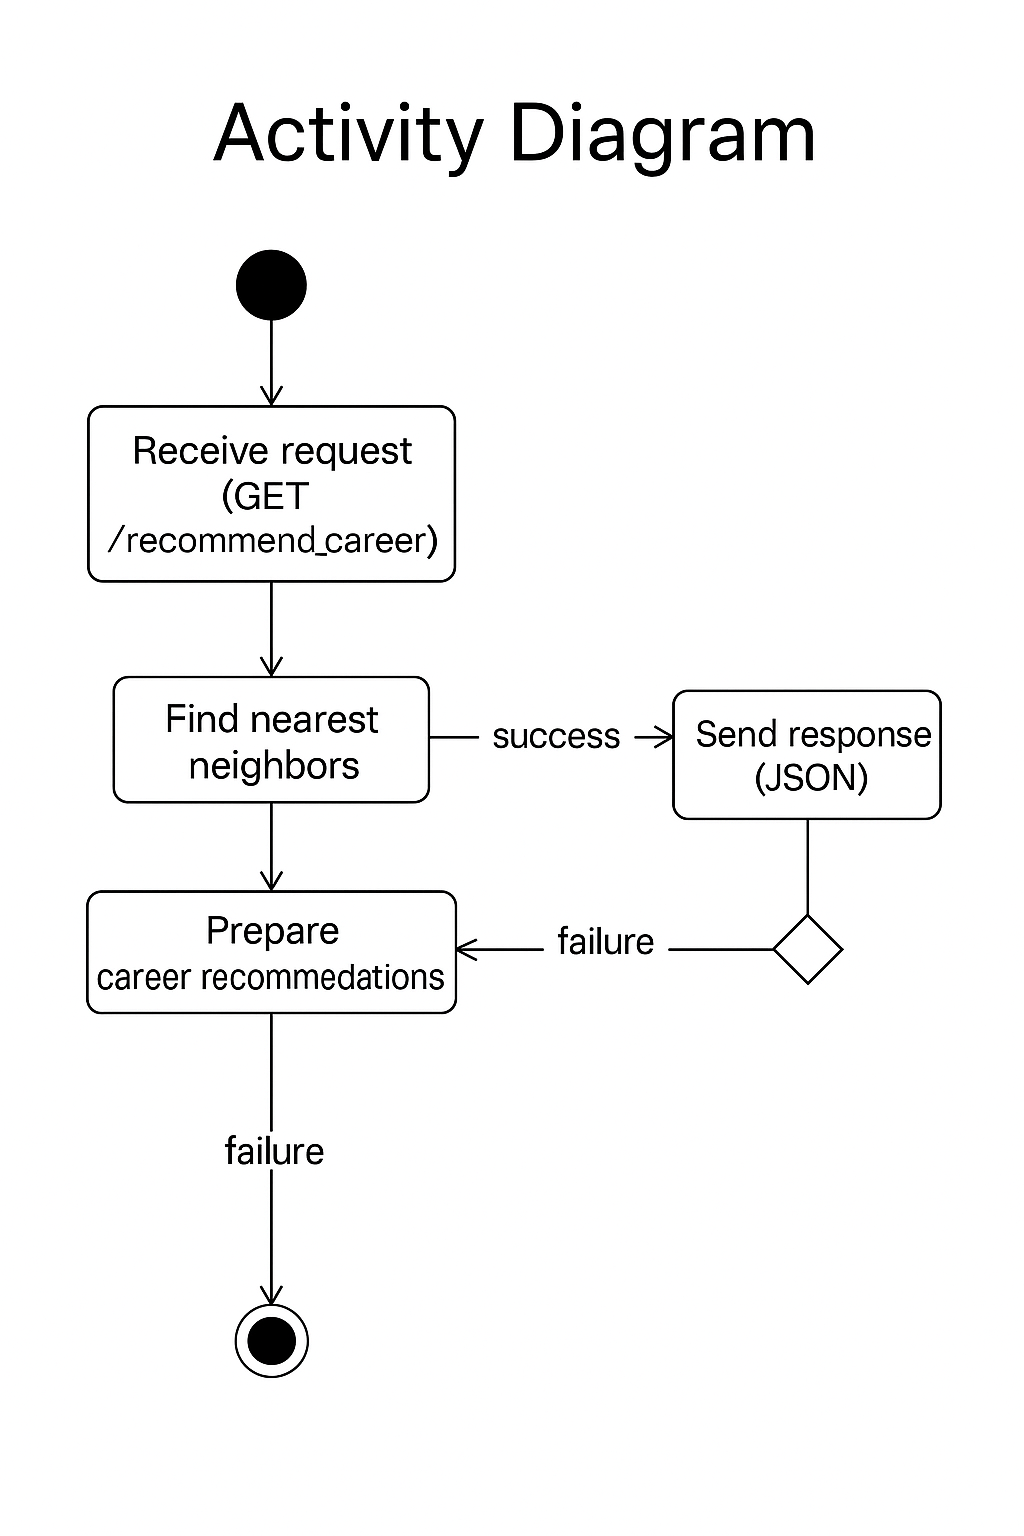 Activity Diagram
Receive request
(GET
/recommend_career)
Find nearest
neighbors
success
Send response
(JSON)
Prepare
career recommedations
failure
failure